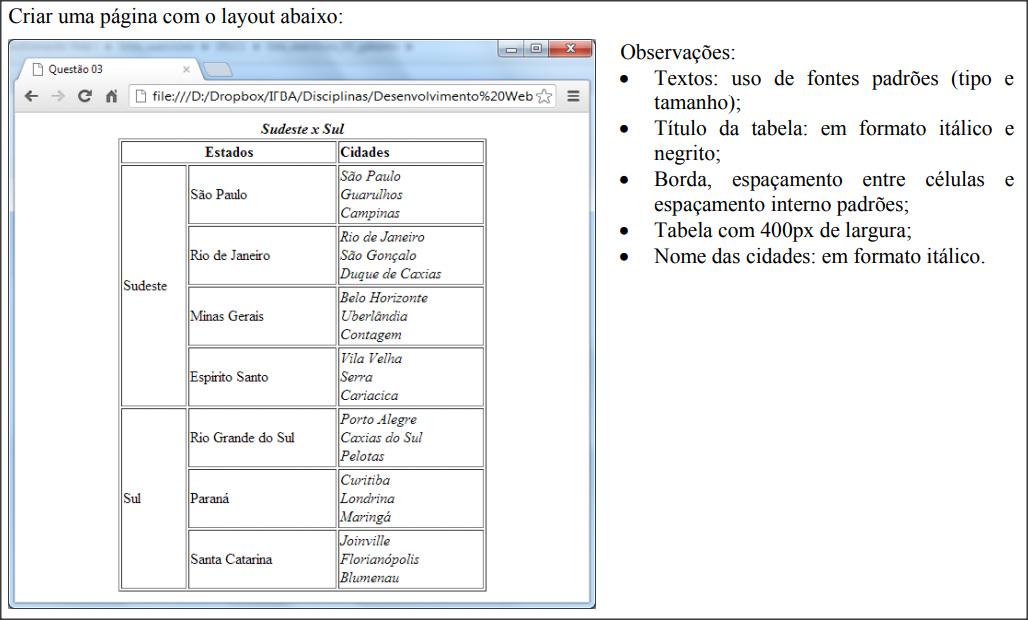 Criar uma página com o layout abaixo:
Questão 03
file:///D:/Dropbox/IFBA/Disciplinas/Desenvolvimento%20Web
Sudeste x Sul
Estados Cidades
Sudeste
São Paulo
São Paulo
Guarulhos
Campinas
Rio de Janeiro
Rio de Janeiro
São Gonçalo
Duque de Caxias
Minas Gerais
Belo Horizonte
Uberlândia
Contagem
Espírito Santo
Vila Velha
Serra
Cariacica
Sul
Rio Grande do Sul
Porto Alegre
Caxias do Sul
Pelotas
Paraná
Curitiba
Londrina
Maringá
Santa Catarina
Joinville
Florianópolis
Blumenau
Observações:
• Textos: uso de fontes padrões (tipo e
tamanho);
• Título da tabela: em formato itálico e
negrito;
• Borda, espaçamento entre células e
espaçamento interno padrões;
• Tabela com 400px de largura;
• Nome das cidades: em formato itálico.